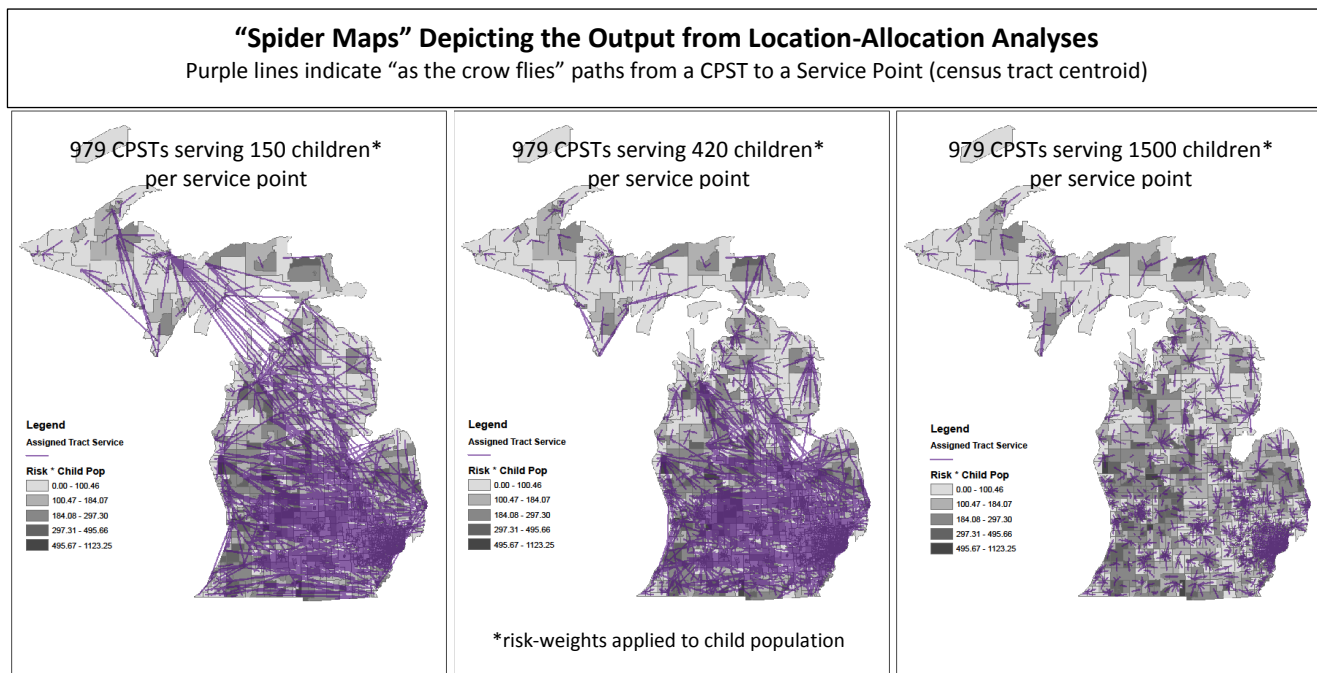 “Spider Maps” Depicting the Output from Location-Allocation Analyses
Purple lines indicate “as the crow flies” paths from a CPST to a Service Point (census tract centroid)
979 CPSTs serving 150 children*
per service point
Legend
Assigned Tract Service
Risk * Child Pop
0.00 - 100.46
100.47 - 184.07
184.08 - 297.30
297.31 - 495.66
495.67 - 1123.25
979 CPSTs serving 420 children*
per service point
Legend
Assigned Tract Service
Risk * Child Pop
0.00 - 100.46
100.47 - 184.07
184.08 - 297.30
297.31 - 495.66
495.67 - 1123.25
*risk-weights applied to child population
979 CPSTs serving 1500 children*
per service point
Legend
Assigned Tract Service
Risk * Child Pop
0.00 - 100.46
100.47 - 184.07
184.08 - 297.30
297.31 - 495.66
495.67 - 1123.25